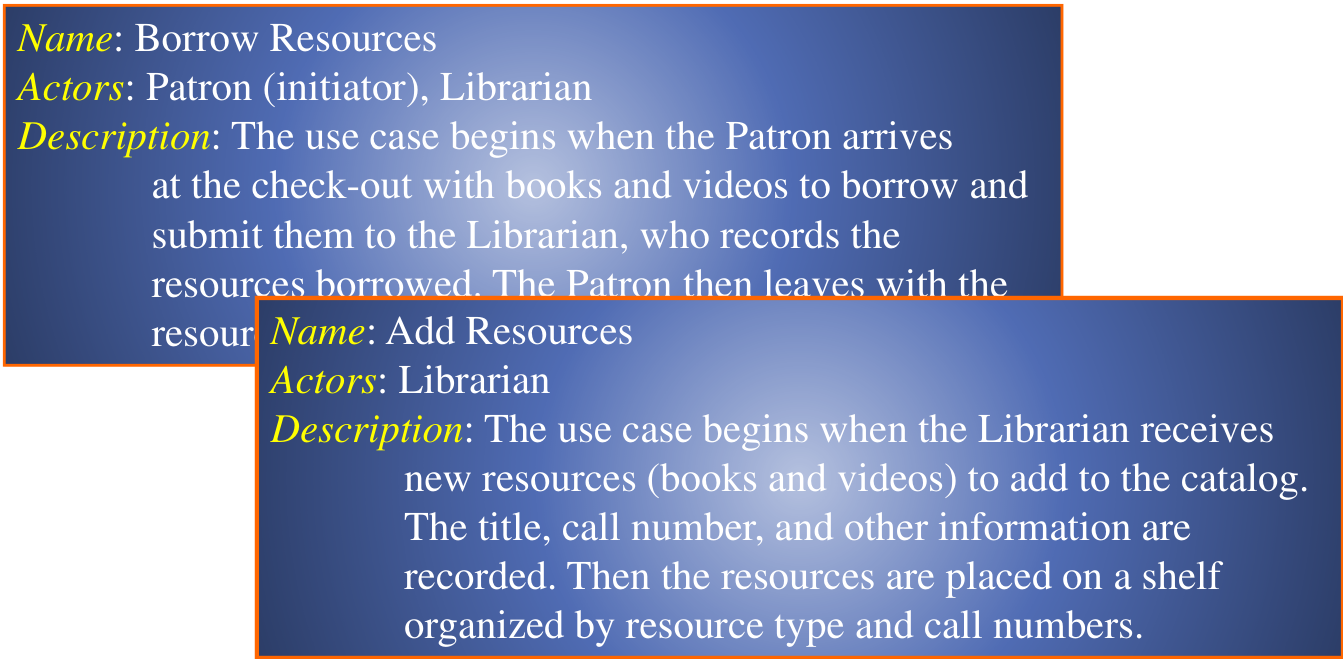 Name: Borrow Resources
Actors: Patron (initiator), Librarian
Description: The use case begins when the Patron arrives
at the check-out with books and videos to borrow and
submit them to the Librarian, who records the
resources borrowed. The Patron then leaves with the
Name: Add Resources
Actors: Librarian
Description: The use case begins when the Librarian receives
new resources (books and videos) to add to the catalog.
The title, call number, and other information are
recorded. Then the resources are placed on a shelf
organized by resource type and call numbers.